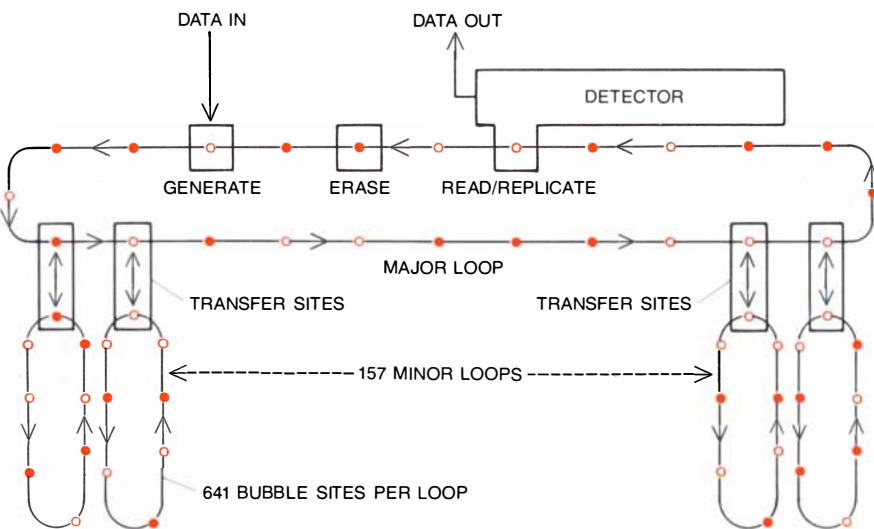 DATA IN
DATA OUT
DETECTOR
GENERATE
ERASE
READ/REPLICATE
MAJOR LOOP
TRANSFER SITES
TRANSFER SITES
157 MINOR LOOPS
641 BUBBLE SITES PER LOOP